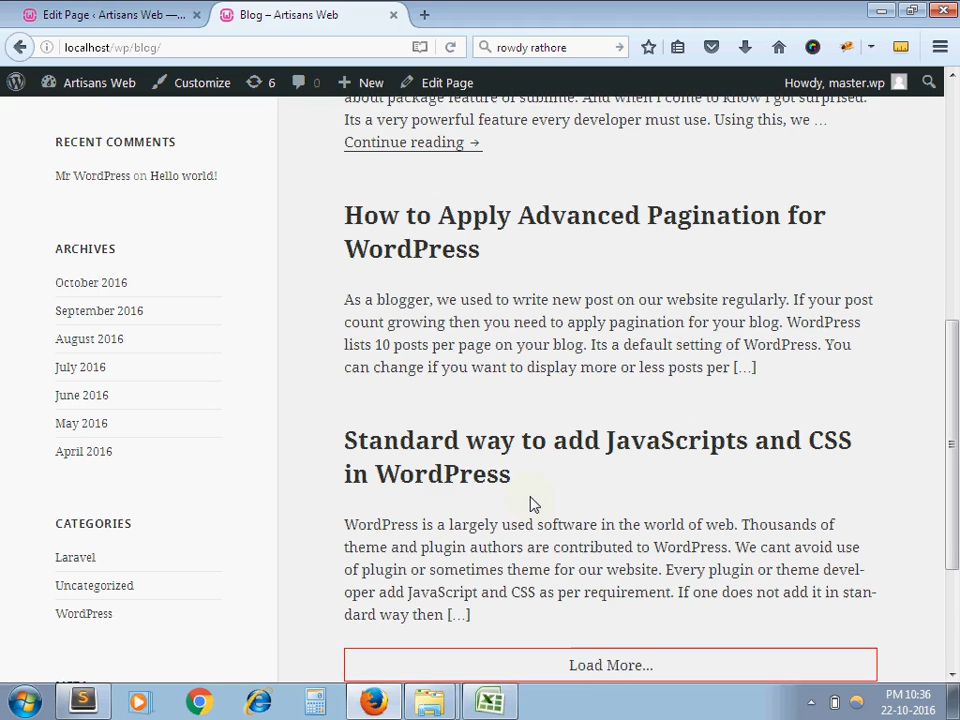 Edit Page ‹ Artisans Web —...
Blog – Artisans Web
localhost/wp/blog/
rowdy rathore
Artisans Web
Customize
6
0
New
Edit Page
Howdy, master.wp
about package feature of sublime. And when I come to know I got surprised.
Its a very powerful feature every developer must use. Using this, we …
Continue reading →
RECENT COMMENTS
Mr WordPress on Hello world!
ARCHIVES
October 2016
September 2016
August 2016
July 2016
June 2016
May 2016
April 2016
CATEGORIES
Laravel
Uncategorized
WordPress
How to Apply Advanced Pagination for
WordPress
As a blogger, we used to write new post on our website regularly. If your post
count growing then you need to apply pagination for your blog. WordPress
lists 10 posts per page on your blog. Its a default setting of WordPress. You
can change if you want to display more or less posts per […]
Standard way to add JavaScripts and CSS
in WordPress
WordPress is a largely used software in the world of web. Thousands of
theme and plugin authors are contributed to WordPress. We cant avoid use
of plugin or sometimes theme for our website. Every plugin or theme devel-
oper add JavaScript and CSS as per requirement. If one does not add it in stan-
dard way then […]
Load More...
PM 10:36
22-10-2016